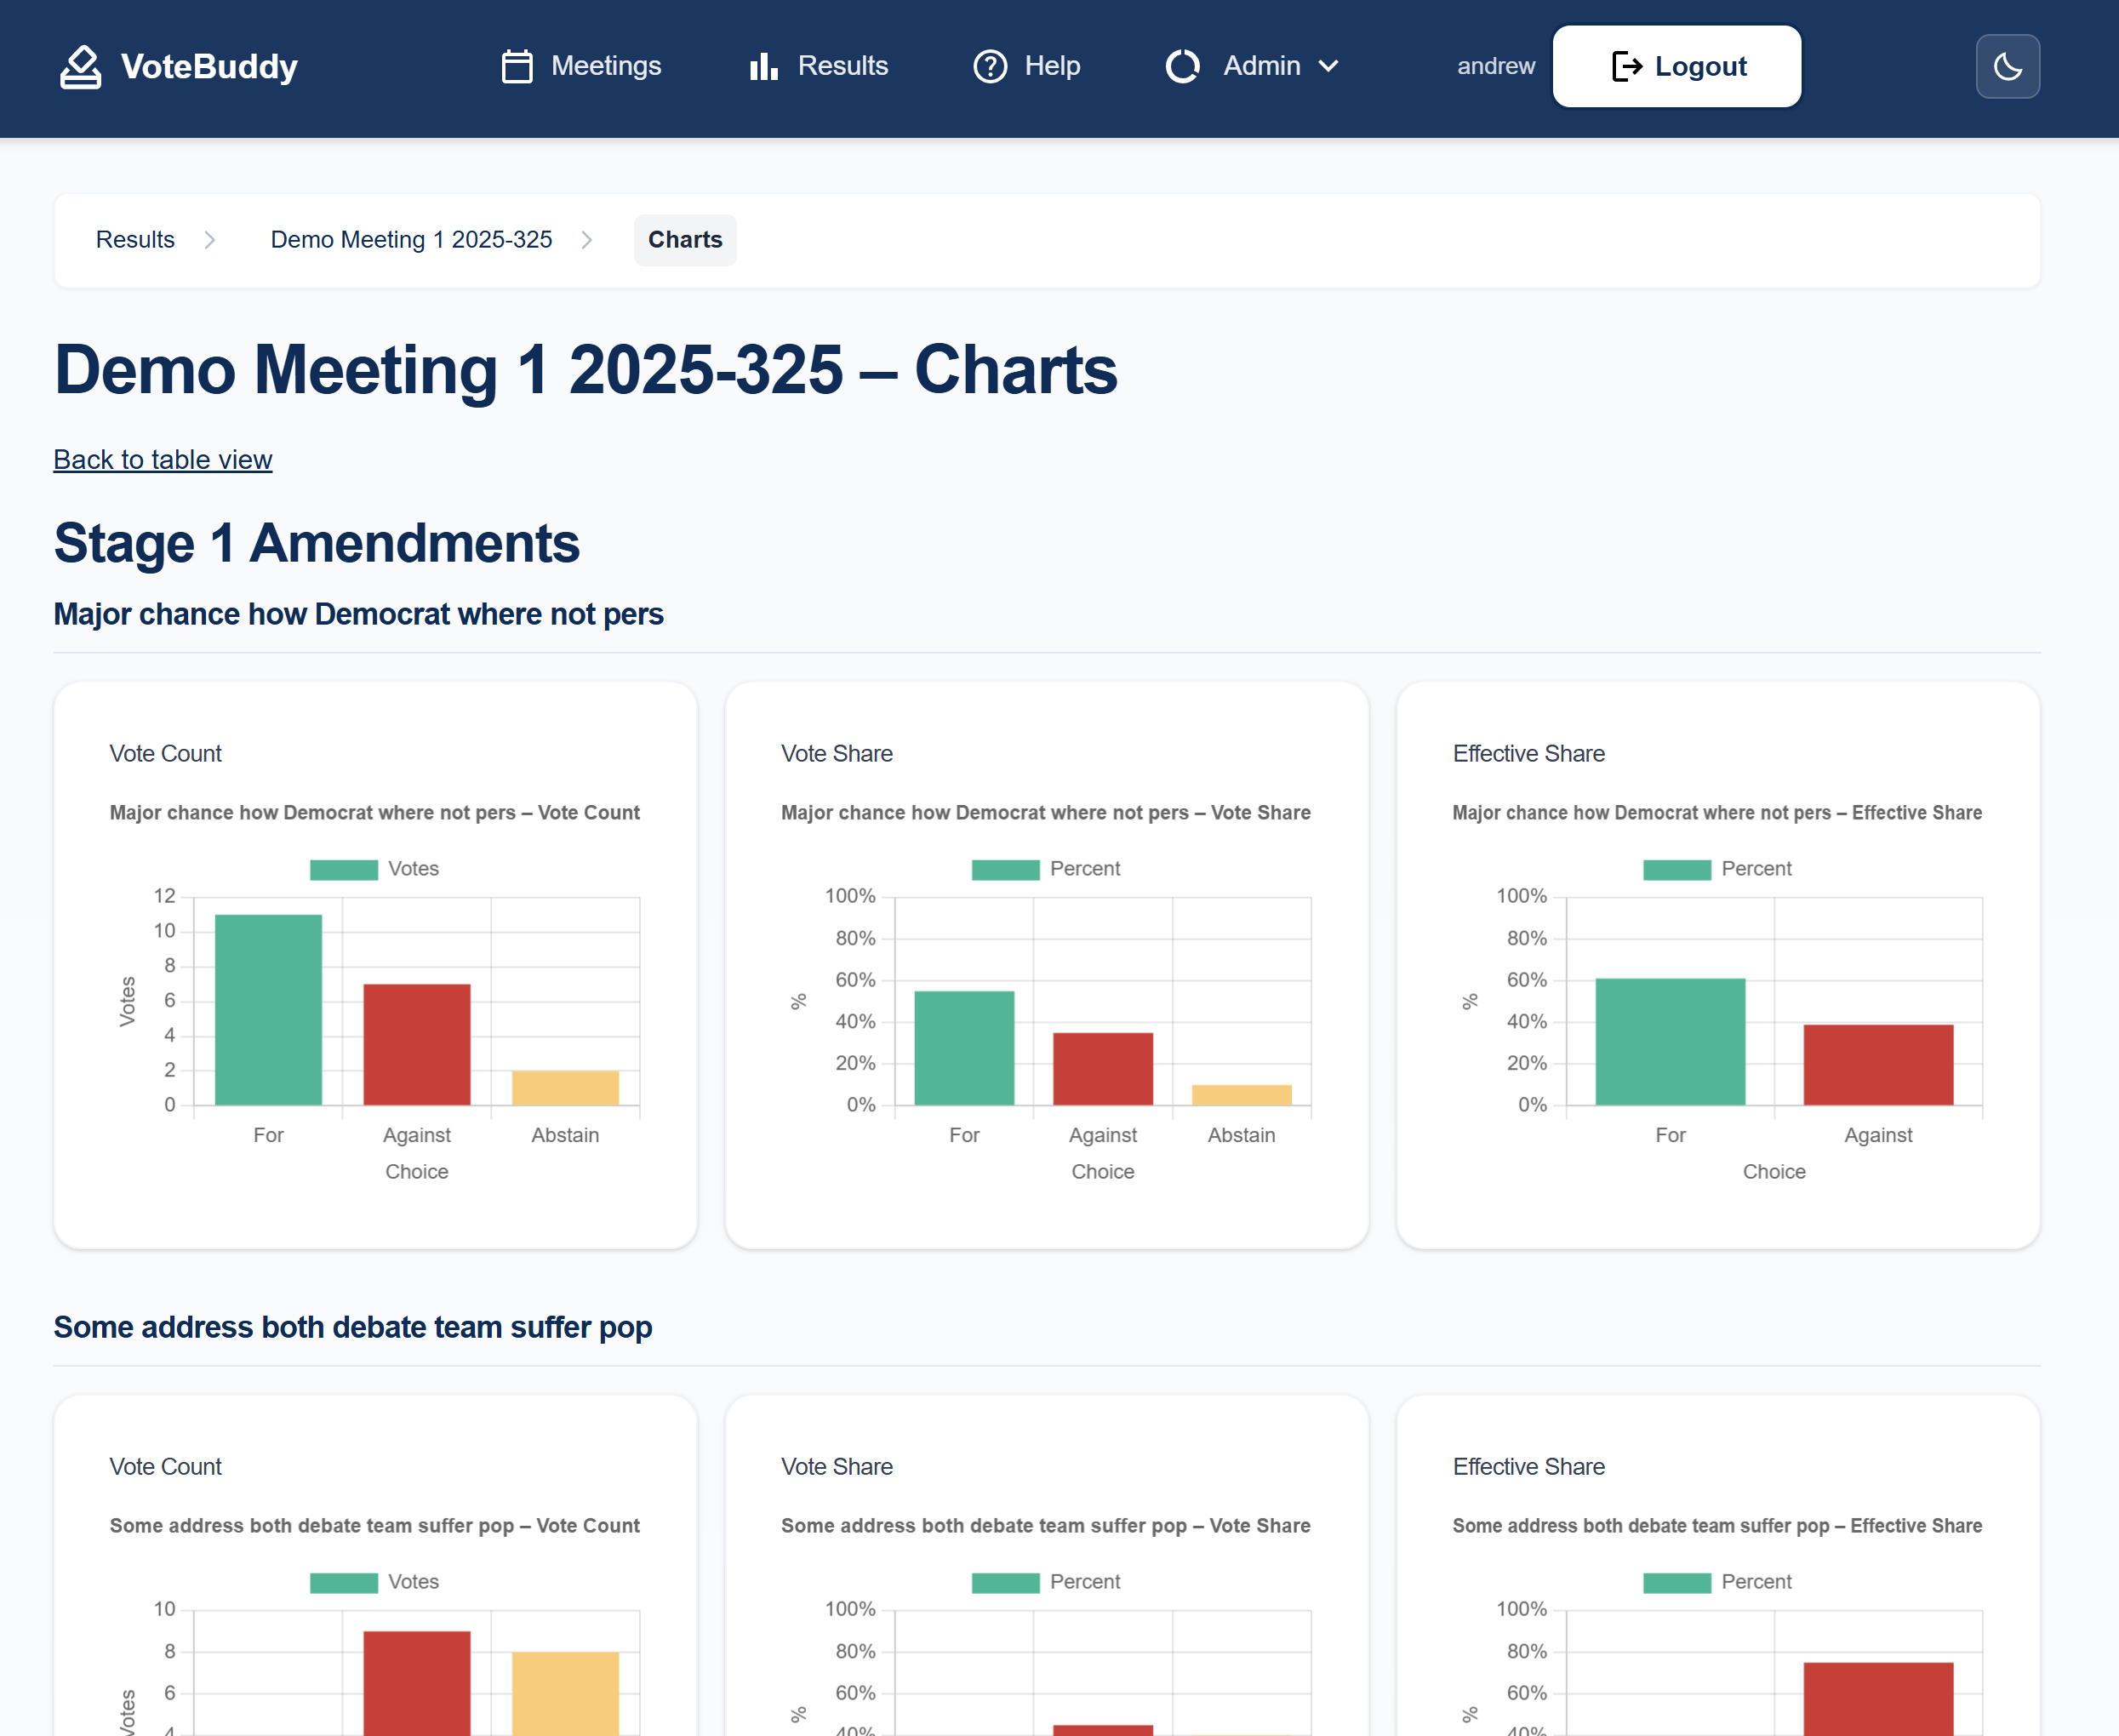 VoteBuddy
Meetings
Results
Help
Admin
andrew
Logout
Results
Demo Meeting 1 2025-325
Charts
Demo Meeting 1 2025-325 – Charts
Back to table view
Stage 1 Amendments
Major chance how Democrat where not pers
Vote Count
Major chance how Democrat where not pers – Vote Count
Votes
12
10
8
6
4
2
0
Votes
For
Against
Abstain
Choice
Vote Share
Major chance how Democrat where not pers – Vote Share
Percent
100%
80%
60%
40%
20%
0%
%
For
Against
Abstain
Choice
Effective Share
Major chance how Democrat where not pers – Effective Share
Percent
100%
80%
60%
40%
20%
0%
%
For
Against
Choice
Some address both debate team suffer pop
Vote Count
Some address both debate team suffer pop – Vote Count
Votes
10
8
6
4
Votes
Vote Share
Some address both debate team suffer pop – Vote Share
Percent
100%
80%
60%
40%
%
Effective Share
Some address both debate team suffer pop – Effective Share
Percent
100%
80%
60%
40%
%